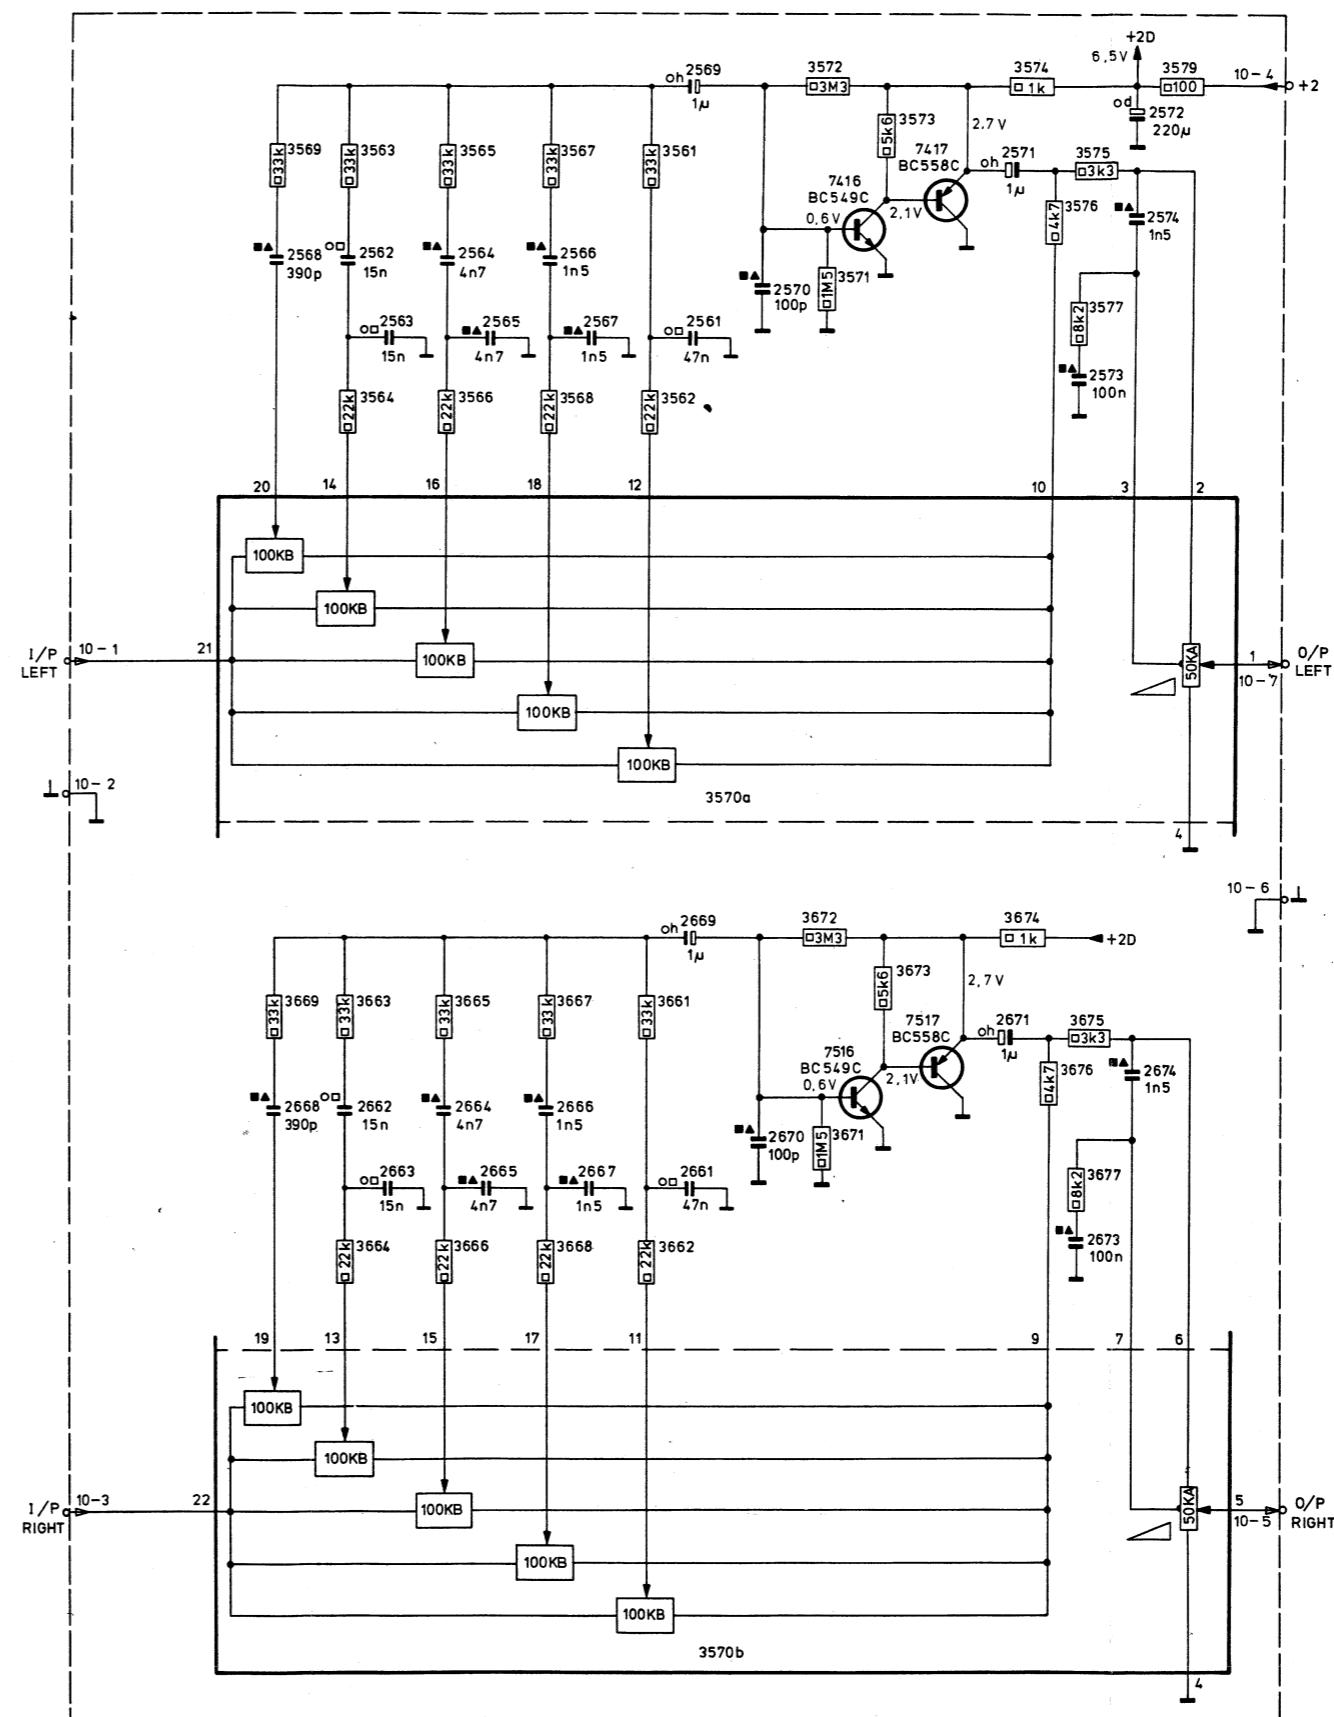 +2D
6,5V
2569
oh
1µ
3572
3M3
3574
1k
3579
100
10-4
+2
od
2572
220µ
3569
33k
3563
33k
3565
33k
3567
33k
3561
33k
3573
5k6
2.7V
7417
BC558C
oh
2571
1µ
3575
3k3
7416
BC549C
0,6V
2,1V
3576
4k7
2574
1n5
2568
390p
2562
15n
2564
4n7
2566
1n5
2570
100p
3571
1M5
3577
8k2
2563
15n
2565
4n7
2567
1n5
2561
47n
2573
100n
3564
22k
3566
22k
3568
22k
3562
22k
20
14
16
18
12
10
3
2
100KB
100KB
100KB
100KB
100KB
I/P
LEFT
10-1
21
50KA
1
10-7
O/P
LEFT
10-2
3570a
4
10-6
oh
2669
1µ
3672
3M3
3674
1k
+2D
3669
33k
3663
33k
3665
33k
3667
33k
3661
33k
3673
5k6
2,7V
7517
BC558C
oh
2671
1µ
3675
3k3
7516
BC549C
0,6V
2,1V
3676
4k7
2674
1n5
2668
390p
2662
15n
2664
4n7
2666
1n5
2670
100p
3671
1M5
3677
8k2
2663
15n
2665
4n7
2667
1n5
2661
47n
2673
100n
3664
22k
3666
22k
3668
22k
3662
22k
19
13
15
17
11
9
7
6
100KB
100KB
100KB
100KB
100KB
I/P
RIGHT
10-3
22
50KA
5
10-5
O/P
RIGHT
3570b
4